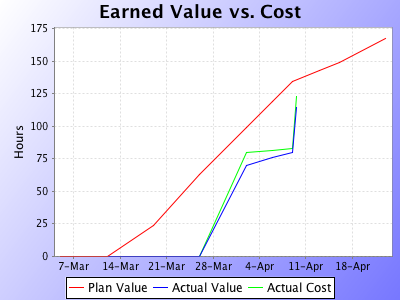 Earned Value vs. Cost
175
150
125
100
75
50
25
0
Hours
7-Mar 14-Mar 21-Mar 28-Mar 4-Apr 11-Apr 18-Apr
Plan Value Actual Value Actual Cost